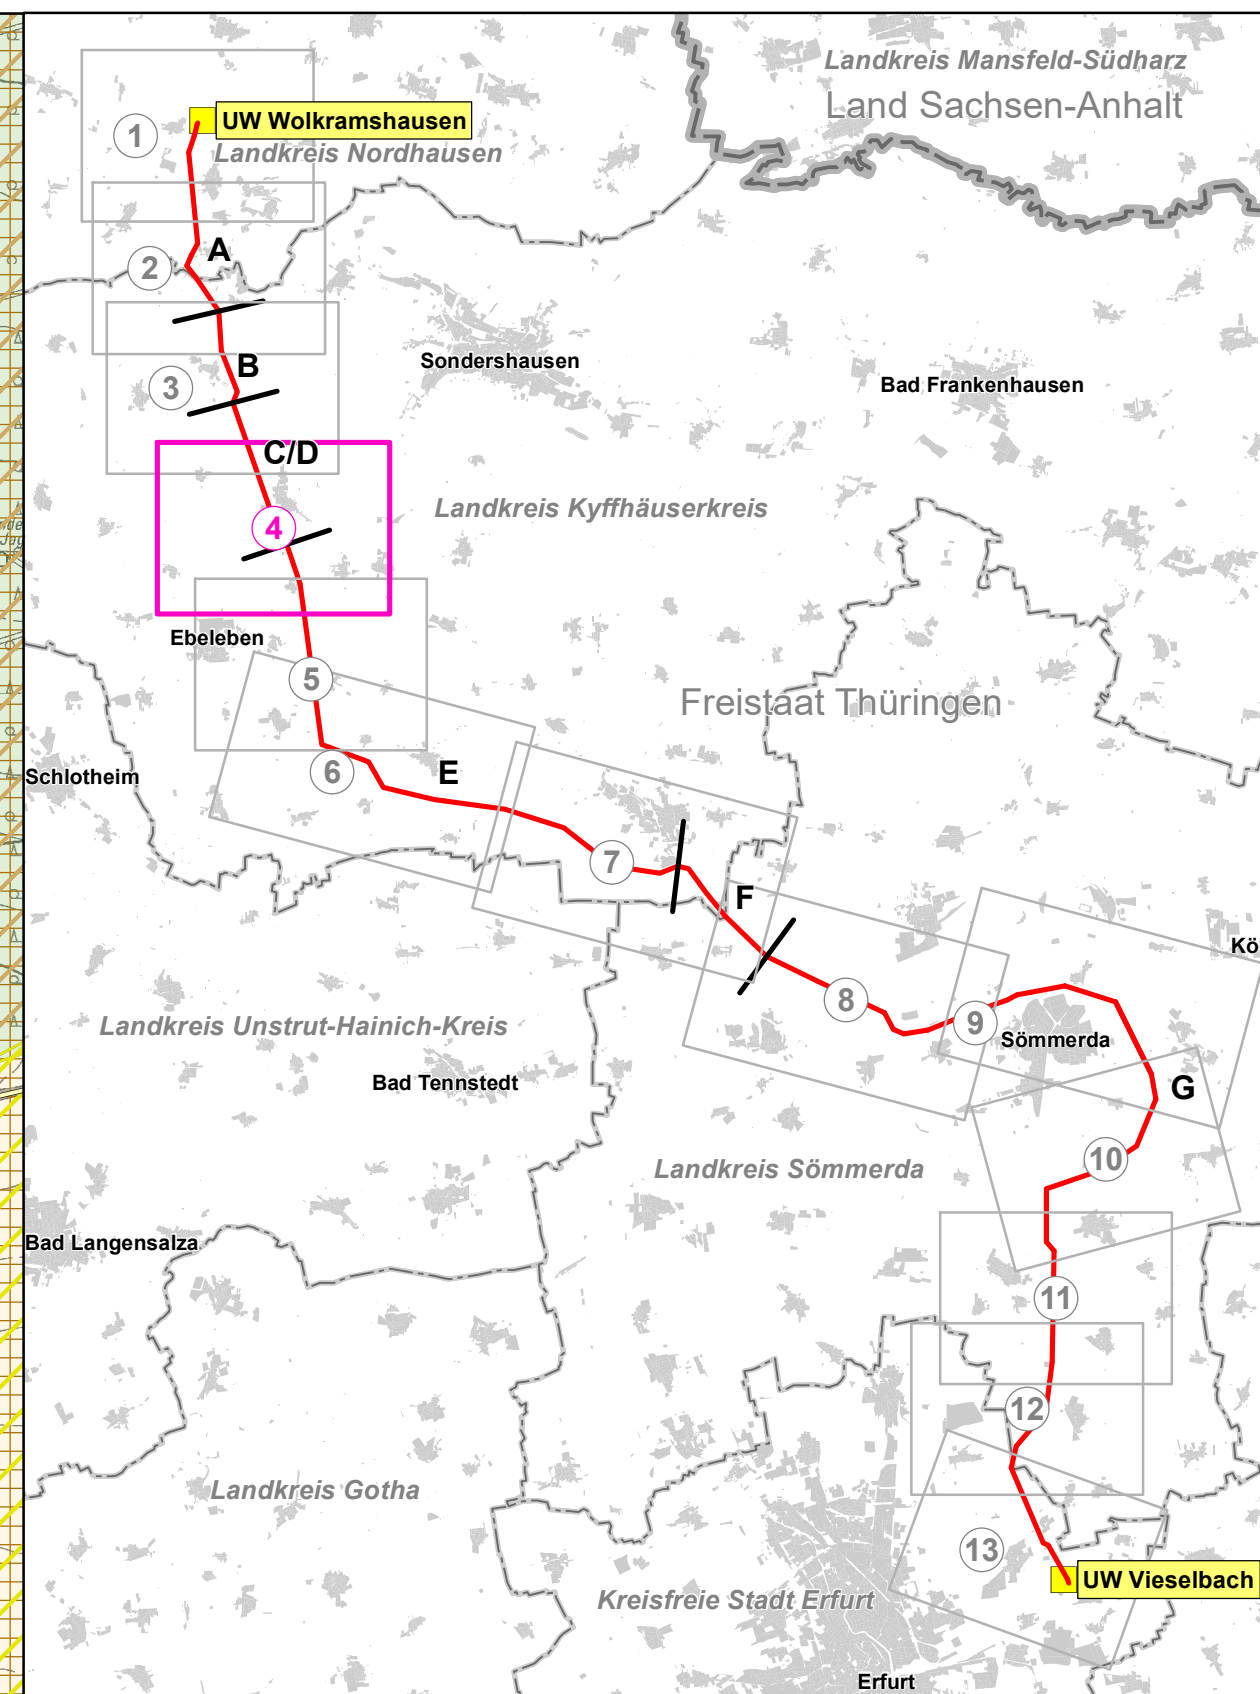 Landkreis Mansfeld-Südharz
Land Sachsen-Anhalt
UW Wolkramshausen
1
Landkreis Nordhausen
A
2
B
3
Sondershausen
Bad Frankenhausen
C/D
Landkreis Kyffhäuserkreis
4
Ebeleben
5
Freistaat Thüringen
Schlotheim
6
E
7
F
Kö
8
9
Landkreis Unstrut-Hainich-Kreis
Sömmerda
Bad Tennstedt
G
10
Landkreis Sömmerda
Bad Langensalza
11
12
Landkreis Gotha
13
UW Vieselbach
Kreisfreie Stadt Erfurt
Erfurt